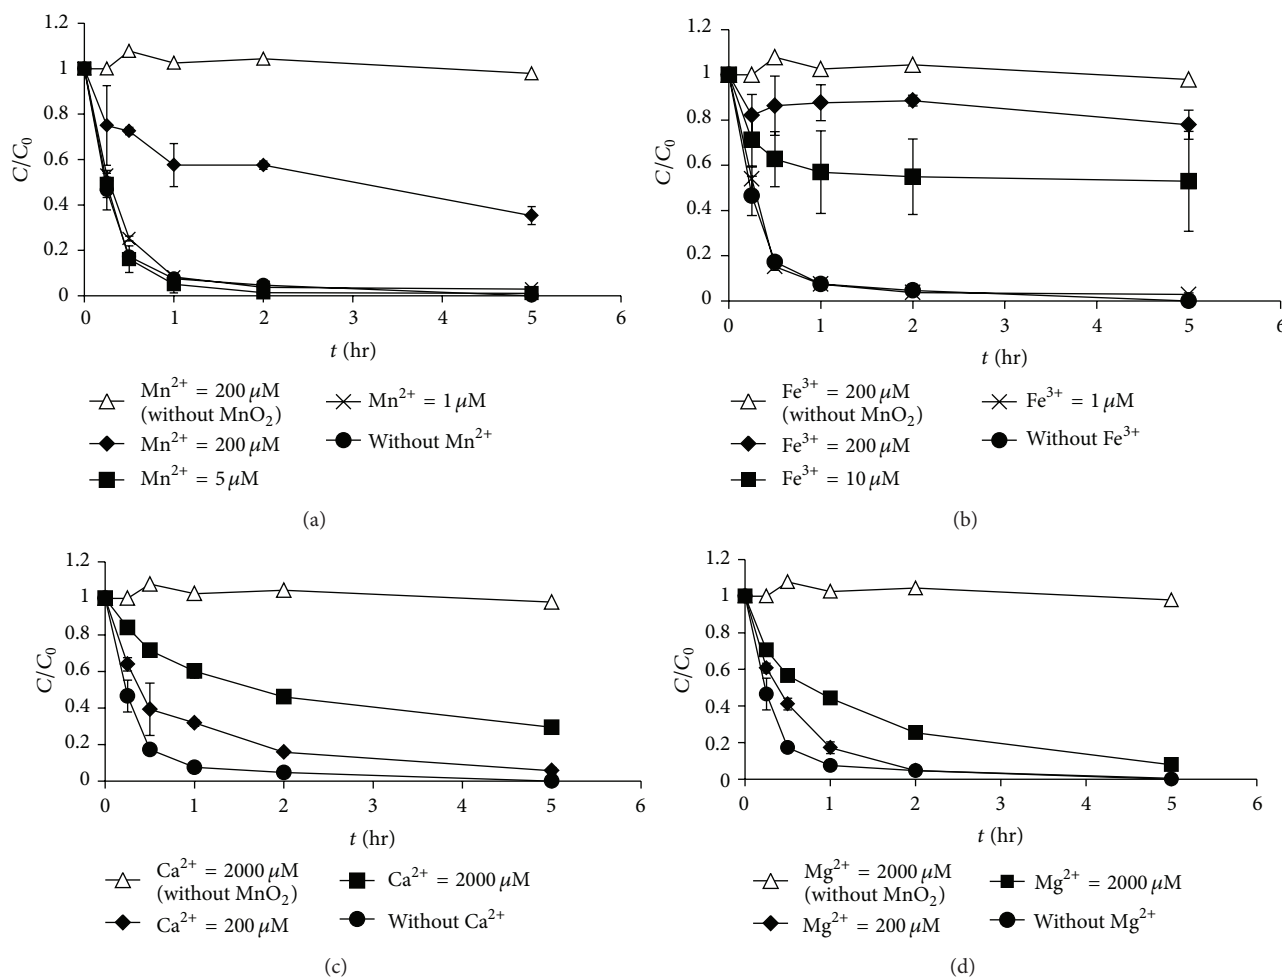 1.2
1
0.8
0.6
0.4
0.2
0
C/C₀
0 1 2 3 4 5 6
t (hr)
Mn²⁺ = 200 μM
(without MnO₂)
Mn²⁺ = 200 μM
Mn²⁺ = 5 μM
Mn²⁺ = 1 μM
Without Mn²⁺
(a)
1.2
1
0.8
0.6
0.4
0.2
0
C/C₀
0 1 2 3 4 5 6
t (hr)
Fe³⁺ = 200 μM
(without MnO₂)
Fe³⁺ = 200 μM
Fe³⁺ = 10 μM
Fe³⁺ = 1 μM
Without Fe³⁺
(b)
1.2
1
0.8
0.6
0.4
0.2
0
C/C₀
0 1 2 3 4 5 6
t (hr)
Ca²⁺ = 2000 μM
(without MnO₂)
Ca²⁺ = 200 μM
Ca²⁺ = 2000 μM
Without Ca²⁺
(c)
1.2
1
0.8
0.6
0.4
0.2
0
C/C₀
0 1 2 3 4 5 6
t (hr)
Mg²⁺ = 2000 μM
(without MnO₂)
Mg²⁺ = 200 μM
Mg²⁺ = 2000 μM
Without Mg²⁺
(d)